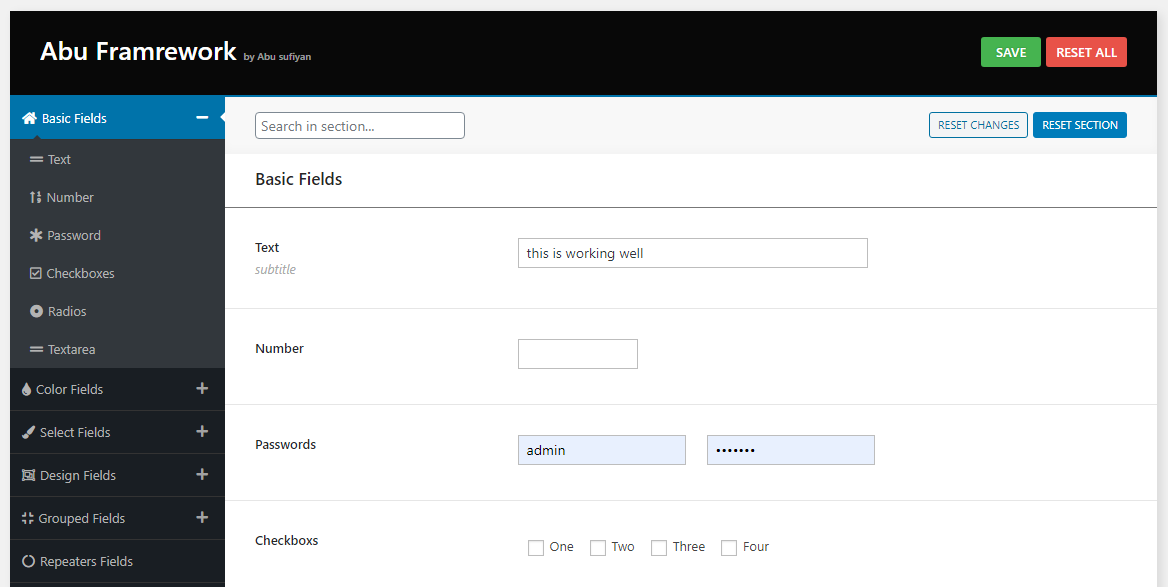 Abu Framrework by Abu sufiyan
SAVE RESET ALL
Basic Fields
Text
Number
Password
Checkboxes
Radios
Textarea
Color Fields
Select Fields
Design Fields
Grouped Fields
Repeaters Fields
Search in section...
RESET CHANGES RESET SECTION
Basic Fields
Text
subtitle
this is working well
Number
Passwords
admin
•••••••
Checkboxs
One Two Three Four